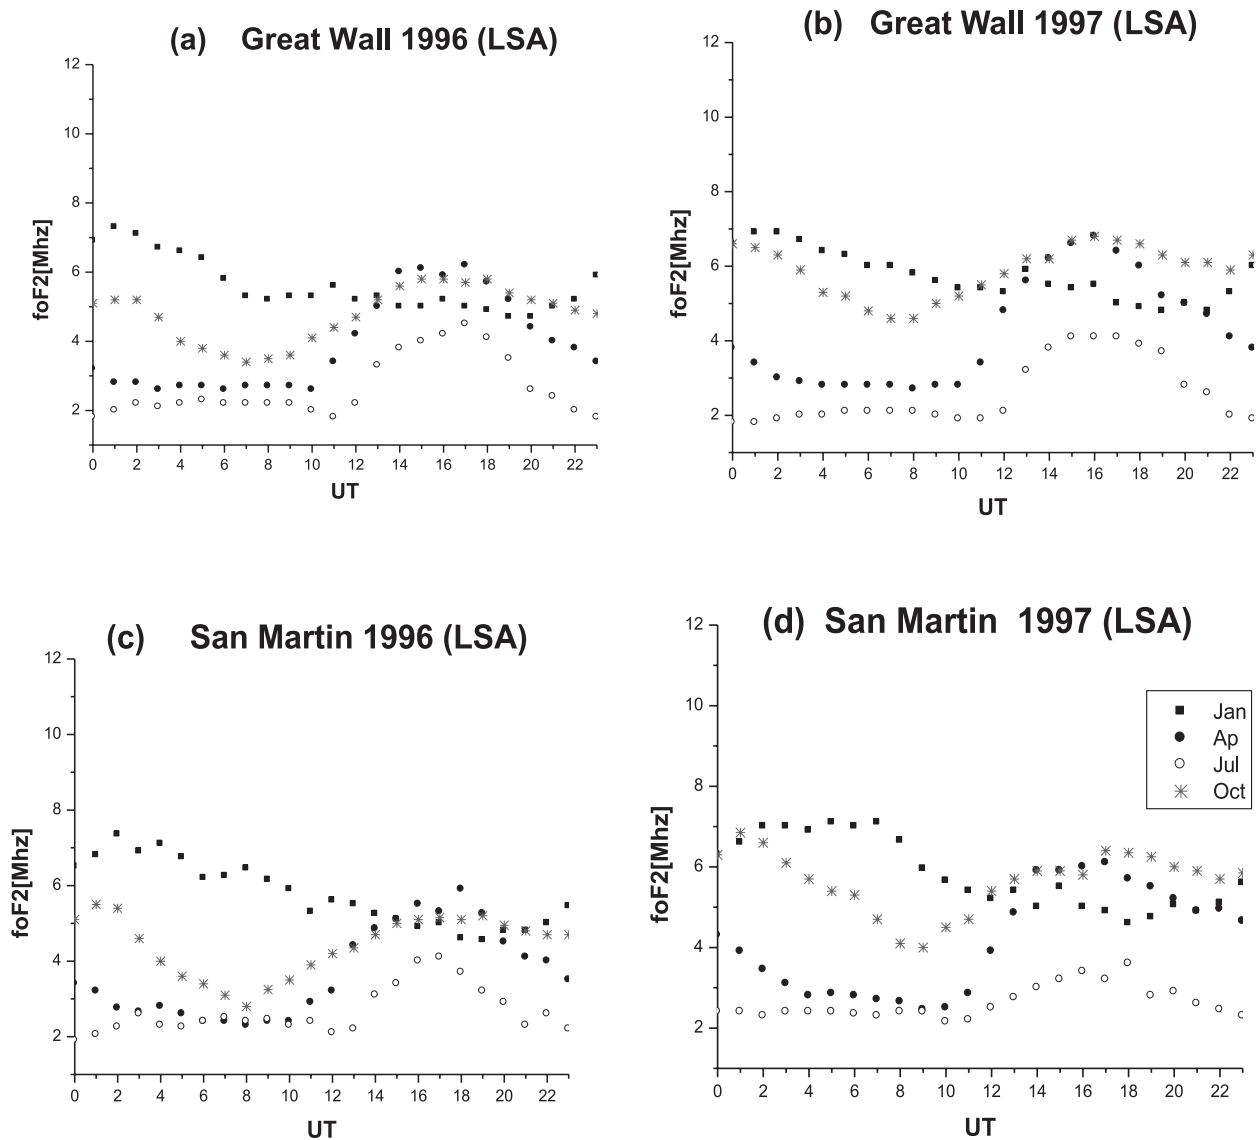 (a) Great Wall 1996 (LSA)
12
10
8
6
4
2
foF2[Mhz]
0 2 4 6 8 10 12 14 16 18 20 22
UT
(b) Great Wall 1997 (LSA)
12
10
8
6
4
2
foF2[Mhz]
0 2 4 6 8 10 12 14 16 18 20 22
UT
(c) San Martin 1996 (LSA)
12
10
8
6
4
2
foF2[Mhz]
0 2 4 6 8 10 12 14 16 18 20 22
UT
(d) San Martin 1997 (LSA)
12
10
8
6
4
2
foF2[Mhz]
0 2 4 6 8 10 12 14 16 18 20 22
UT
Jan
Ap
Jul
Oct